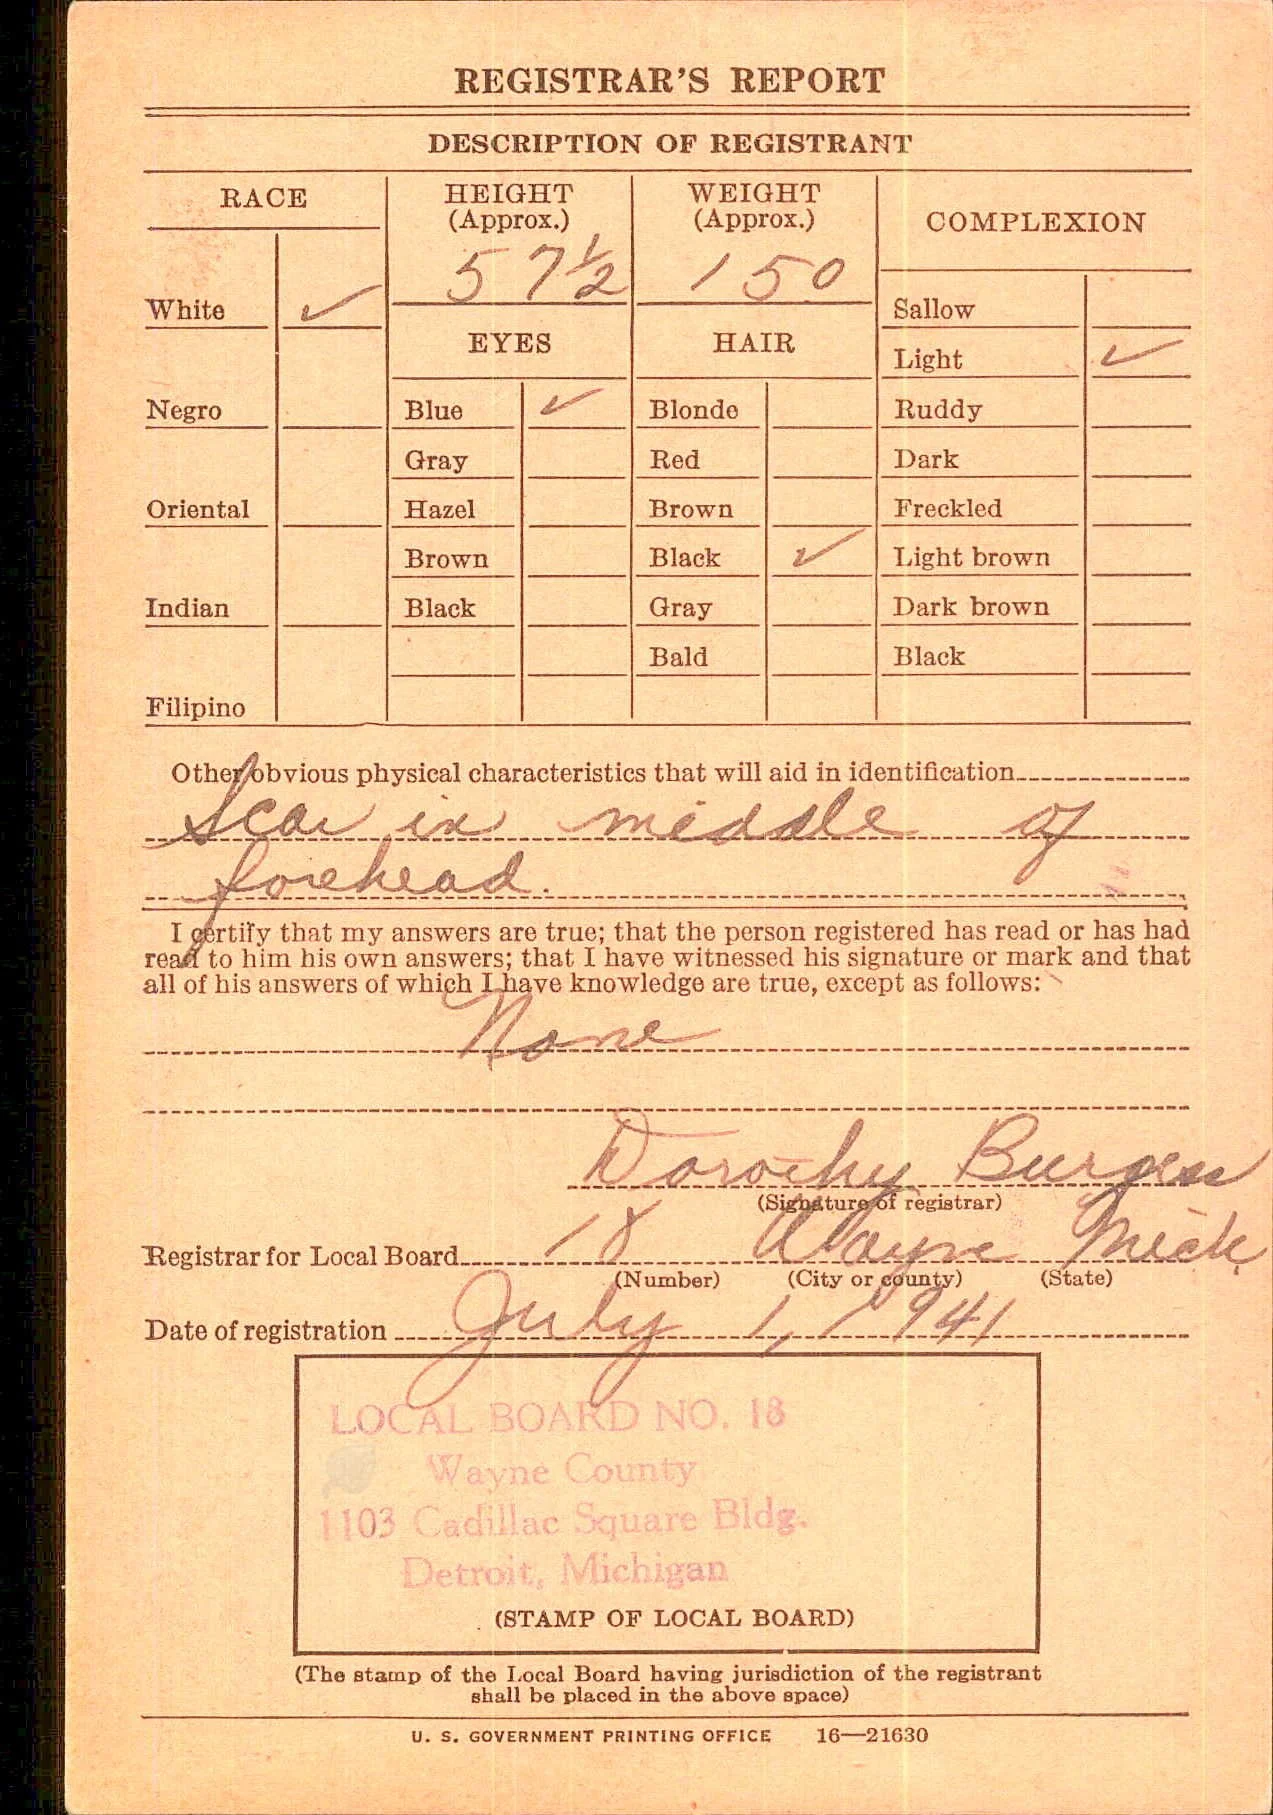 REGISTRAR'S REPORT
DESCRIPTION OF REGISTRANT
RACE
HEIGHT
(Approx.)
WEIGHT
(Approx.)
COMPLEXION
5 7½
150
White ✓
Sallow
EYES
HAIR
Light ✓
Negro
Blue ✓
Blonde
Ruddy
Gray
Red
Dark
Oriental
Hazel
Brown
Freckled
Brown
Black ✓
Light brown
Indian
Black
Gray
Dark brown
Bald
Black
Filipino
Other obvious physical characteristics that will aid in identification
Scar in middle of
forehead.
I certify that my answers are true; that the person registered has read or has had
read to him his own answers; that I have witnessed his signature or mark and that
all of his answers of which I have knowledge are true, except as follows:
None
Dorothy Burgess
(Signature of registrar)
Registrar for Local Board 18 Wayne Mich.
(Number) (City or county) (State)
Date of registration July 1, 1941
LOCAL BOARD NO. 18
Wayne County
1103 Cadillac Square Bldg.
Detroit, Michigan
(STAMP OF LOCAL BOARD)
(The stamp of the Local Board having jurisdiction of the registrant
shall be placed in the above space)
U. S. GOVERNMENT PRINTING OFFICE 16—21630